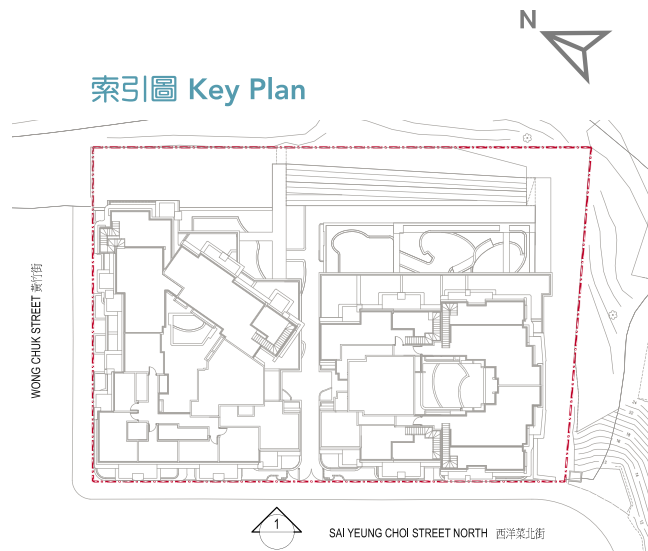 N
索引圖 Key Plan
WONG CHUK STREET 黃竹街
1
SAI YEUNG CHOI STREET NORTH 西洋菜北街